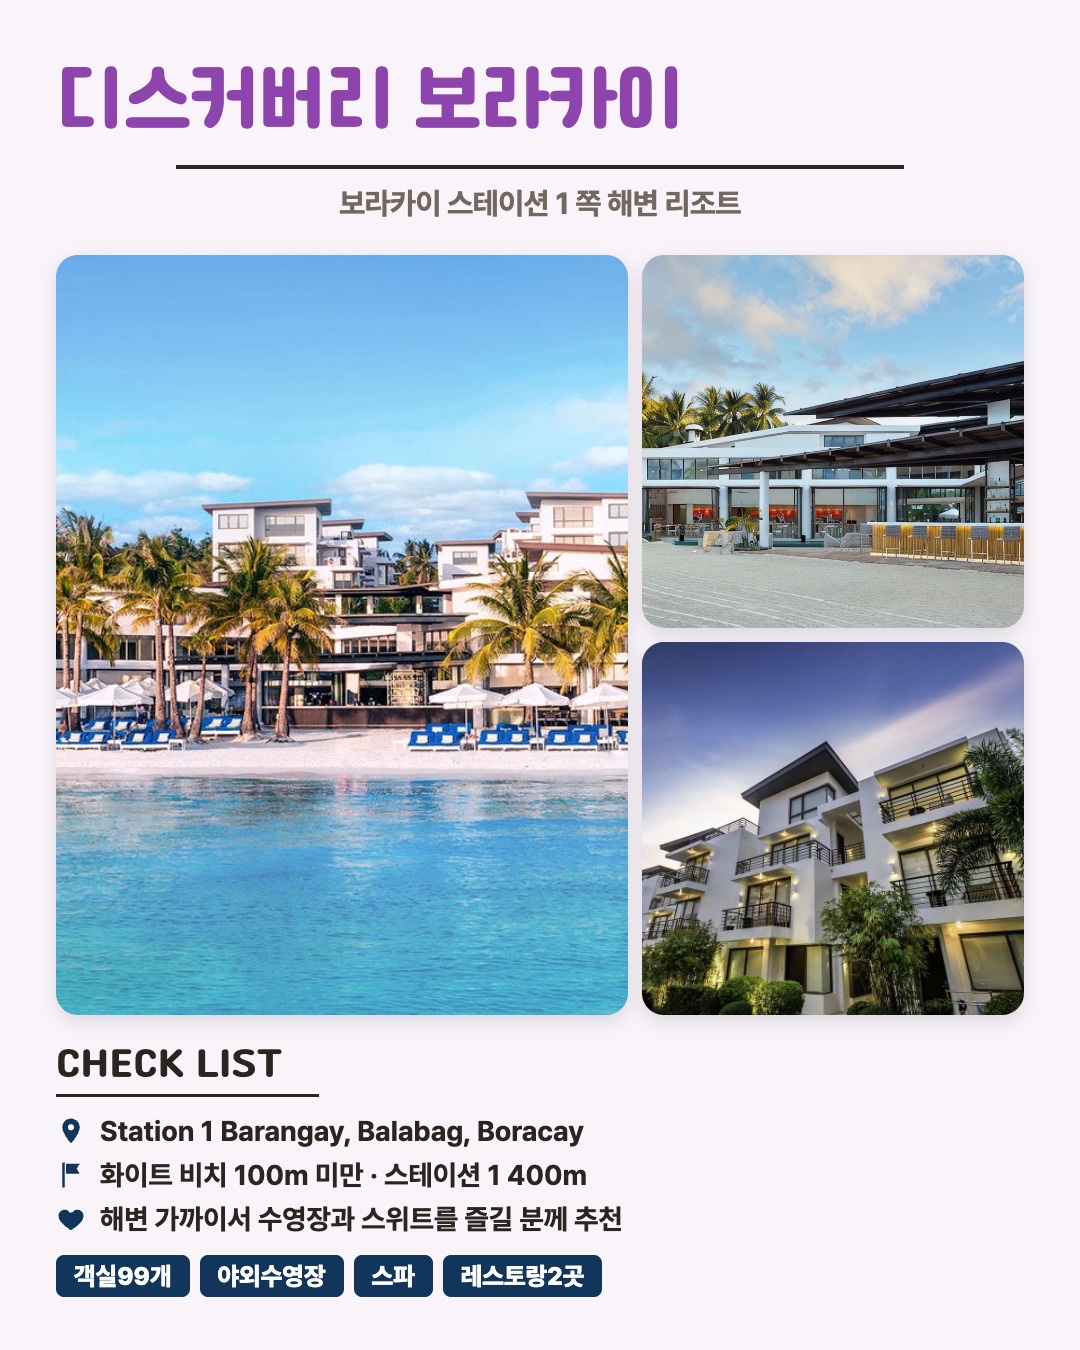 디스커버리 보라카이
보라카이 스테이션 1 쪽 해변 리조트
CHECK LIST
Station 1 Barangay, Balabag, Boracay
화이트 비치 100m 미만 · 스테이션 1 400m
해변 가까이서 수영장과 스위트를 즐길 분께 추천
객실99개 야외수영장 스파 레스토랑2곳